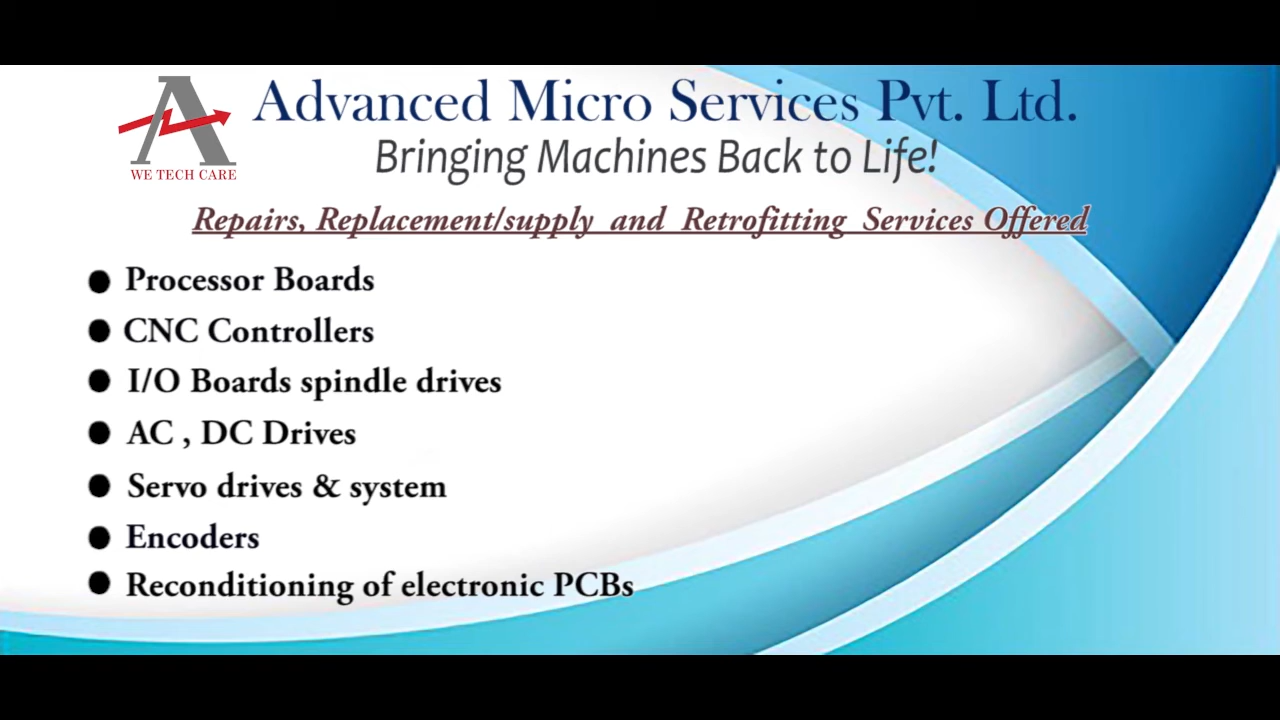 Advanced Micro Services Pvt. Ltd.
Bringing Machines Back to Life!
WE TECH CARE
Repairs, Replacement/supply and Retrofitting Services Offered
Processor Boards
CNC Controllers
I/O Boards spindle drives
AC , DC Drives
Servo drives & system
Encoders
Reconditioning of electronic PCBs